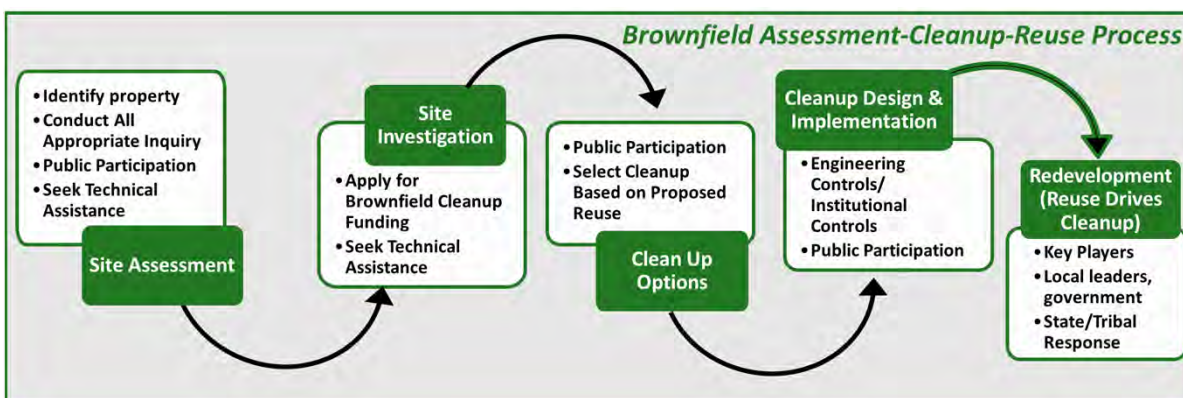 Brownfield Assessment-Cleanup-Reuse Process
• Identify property
• Conduct All
Appropriate Inquiry
• Public Participation
• Seek Technical
Assistance
Site Assessment
Site
Investigation
• Apply for
Brownfield Cleanup
Funding
• Seek Technical
Assistance
• Public Participation
• Select Cleanup
Based on Proposed
Reuse
Clean Up
Options
Cleanup Design &
Implementation
• Engineering
Controls/
Institutional
Controls
• Public Participation
Redevelopment
(Reuse Drives
Cleanup)
• Key Players
• Local leaders,
government
• State/Tribal
Response